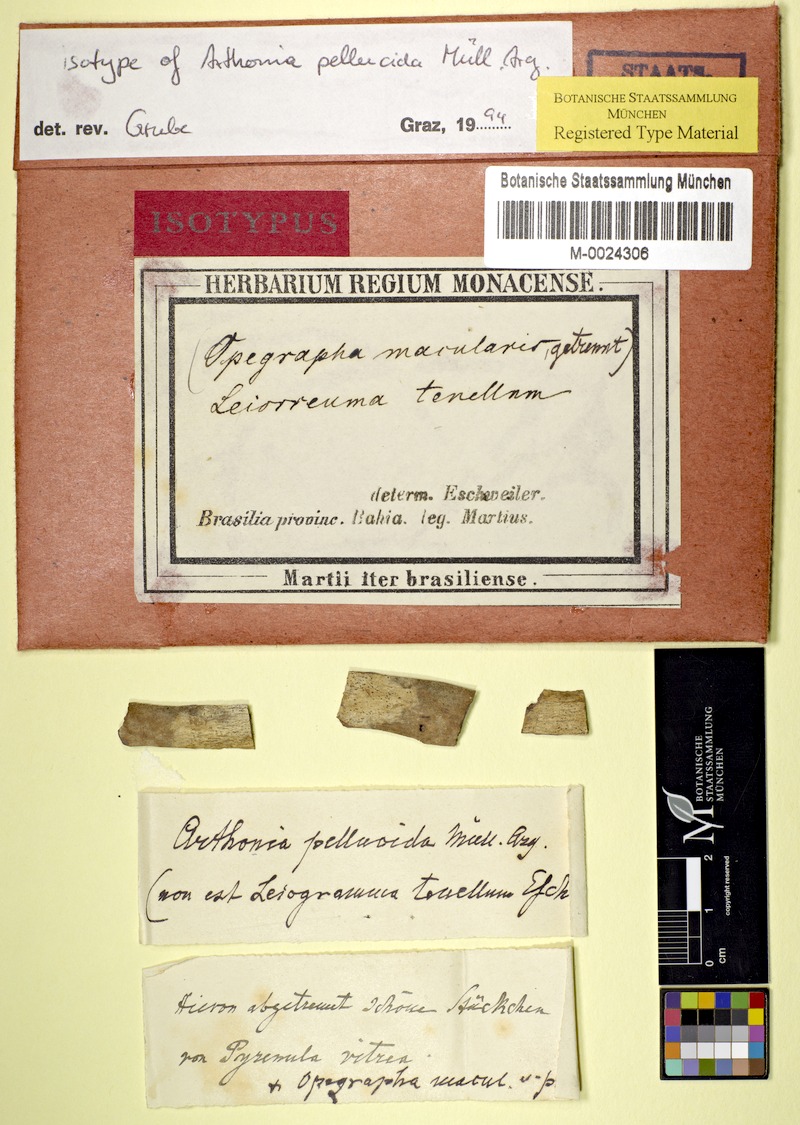 isotype of Arthonia pellucida Müll. Arg.
det. rev. Grube
Graz, 1994
STAATS-
BOTANISCHE STAATSSAMMLUNG
MÜNCHEN
Registered Type Material
ISOTYPUS
Botanische Staatssammlung München
M-0024306
HERBARIUM REGIUM MONACENSE.
(Opegrapha macularis, getrennt)
Leiorreuma tenellum
determ. Eschweiler.
Brasilia provinc. Bahia. leg. Martius.
Martii iter brasiliense.
Arthonia pellucida Müll. Arg.
(non est Leiogramma tenellum Esch
Hievon abgetrennt schöne Stückchen
von Pyrenula vitrea
+ Opegrapha macul. v-p
BOTANISCHE
STAATSSAMMLUNG
MÜNCHEN
copyright reserved
0 1 2
cm